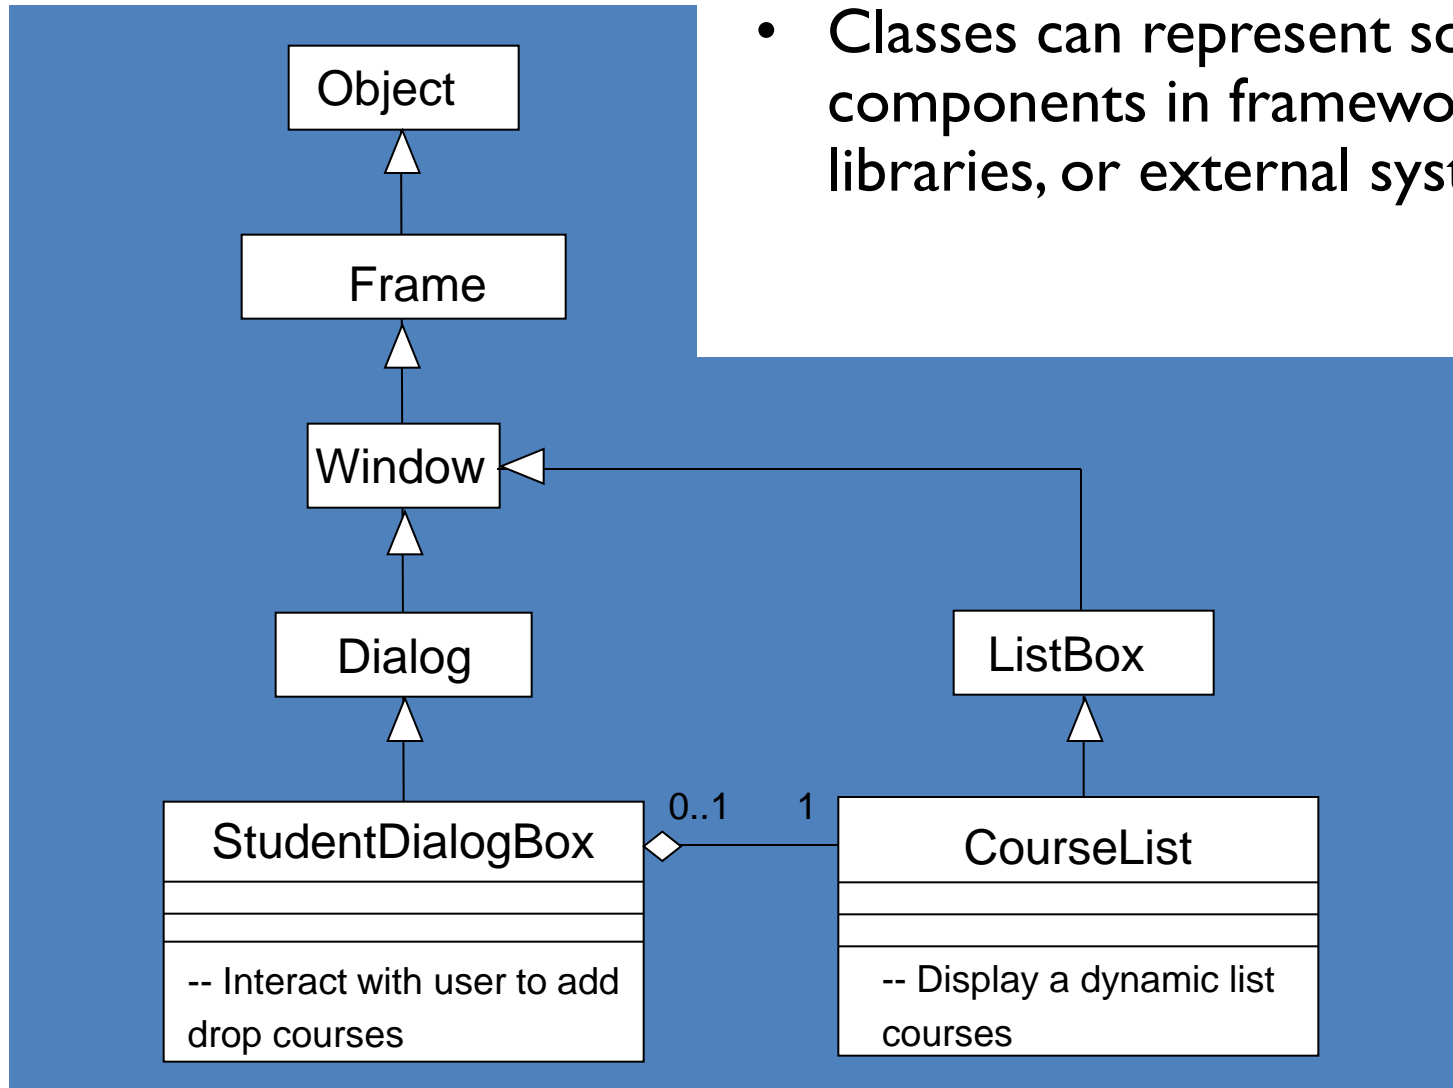 • Classes can represent so
components in framewo
libraries, or external syst
Object
Frame
Window
Dialog
ListBox
StudentDialogBox
0..1 1
CourseList
-- Interact with user to add
drop courses
-- Display a dynamic list
courses